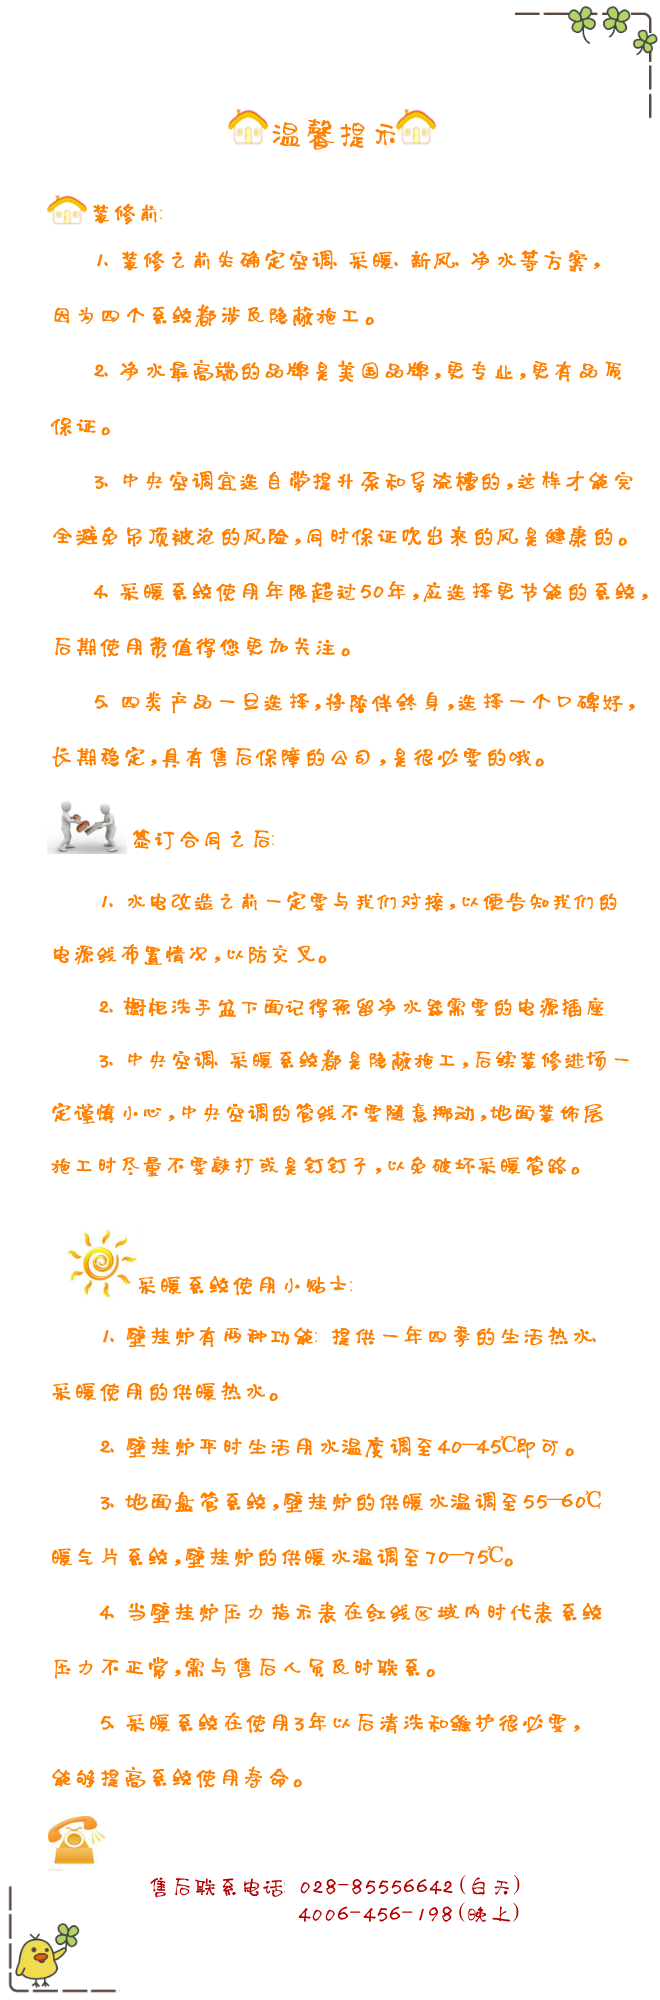 温馨提示
装修前:
1、装修之前先确定空调、采暖、新风、净水等方案,
因为四个系统都涉及隐蔽施工。
2、净水最高端的品牌是美国品牌,更专业,更有品质
保证。
3、中央空调宜选自带提升泵和导流槽的,这样才能完
全避免吊顶被泡的风险,同时保证吹出来的风是健康的。
4、采暖系统使用年限超过50年,应选择更节能的系统,
后期使用费值得您更加关注。
5、四类产品一旦选择,将陪伴终身,选择一个口碑好,
长期稳定,具有售后保障的公司,是很必要的哦。
签订合同之后:
1、水电改造之前一定要与我们对接,以便告知我们的
电源线布置情况,以防交叉。
2、橱柜洗手盆下面记得预留净水器需要的电源插座
3、中央空调、采暖系统都是隐蔽施工,后续装修进场一
定谨慎小心,中央空调的管线不要随意挪动,地面装饰层
施工时尽量不要敲打或是钉钉子,以免破坏采暖管路。
采暖系统使用小贴士:
1、壁挂炉有两种功能: 提供一年四季的生活热水、
采暖使用的供暖热水。
2、壁挂炉平时生活用水温度调至40—45℃即可。
3、地面盘管系统,壁挂炉的供暖水温调至55—60℃
暖气片系统,壁挂炉的供暖水温调至70—75℃。
4、当壁挂炉压力指示表在红线区域内时代表系统
压力不正常,需与售后人员及时联系。
5、采暖系统在使用3年以后清洗和维护很必要,
能够提高系统使用寿命。
售后联系电话: 028-85556642(白天)
4006-456-198(晚上)